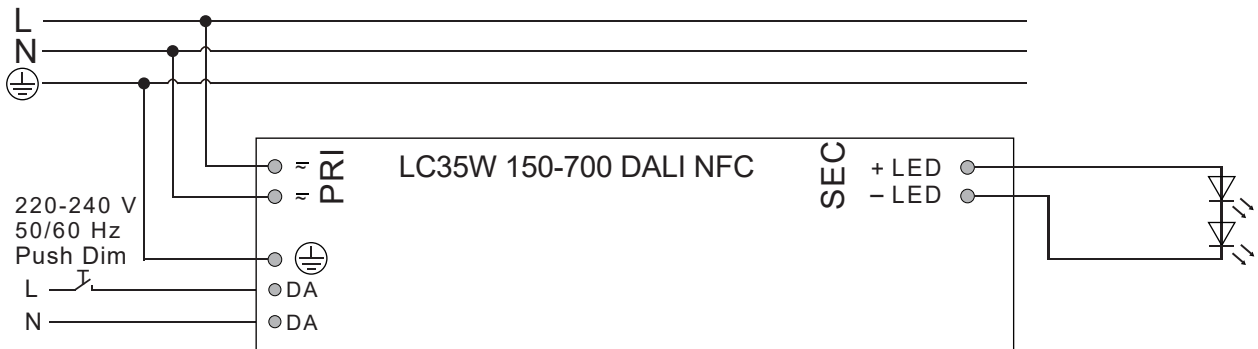 L
N
LC35W 150-700 DALI NFC
PRI
SEC
+ LED
– LED
220-240 V
50/60 Hz
Push Dim
L
DA
N
DA